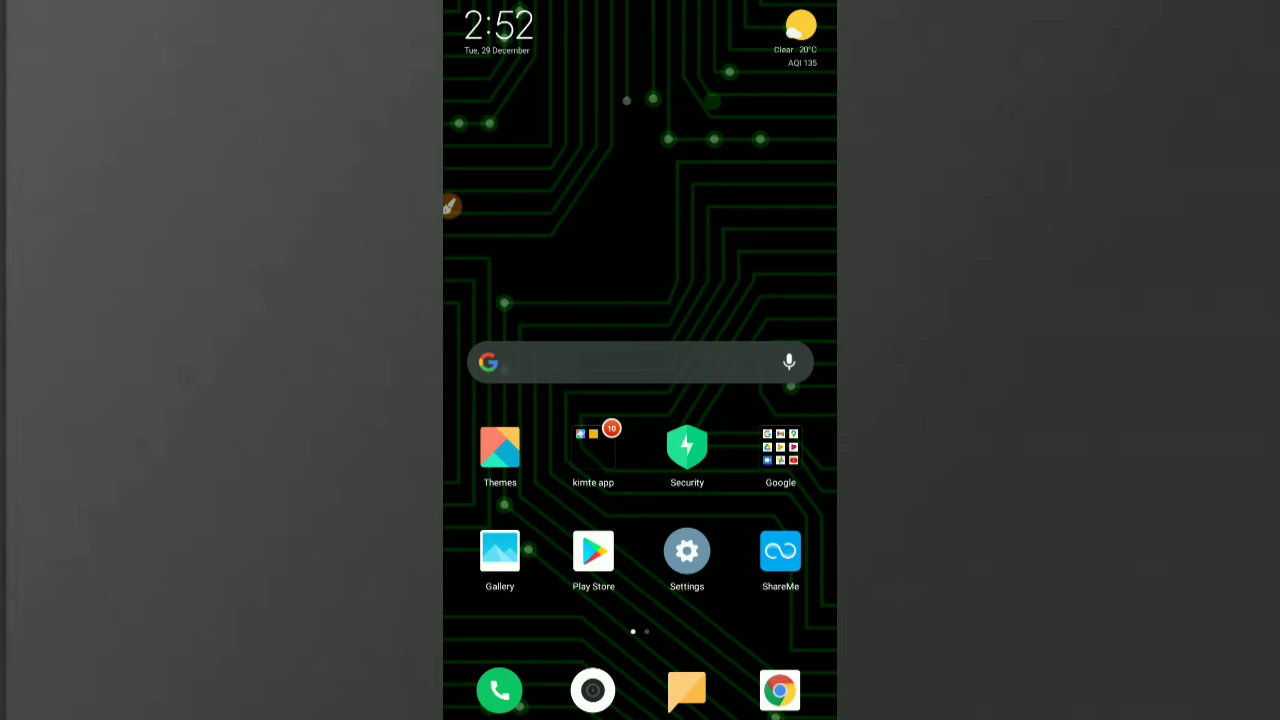 2:52
Tue, 29 December
Clear 20°C
AQI 135
10
Themes
kimte app
Security
Google
Gallery
Play Store
Settings
ShareMe